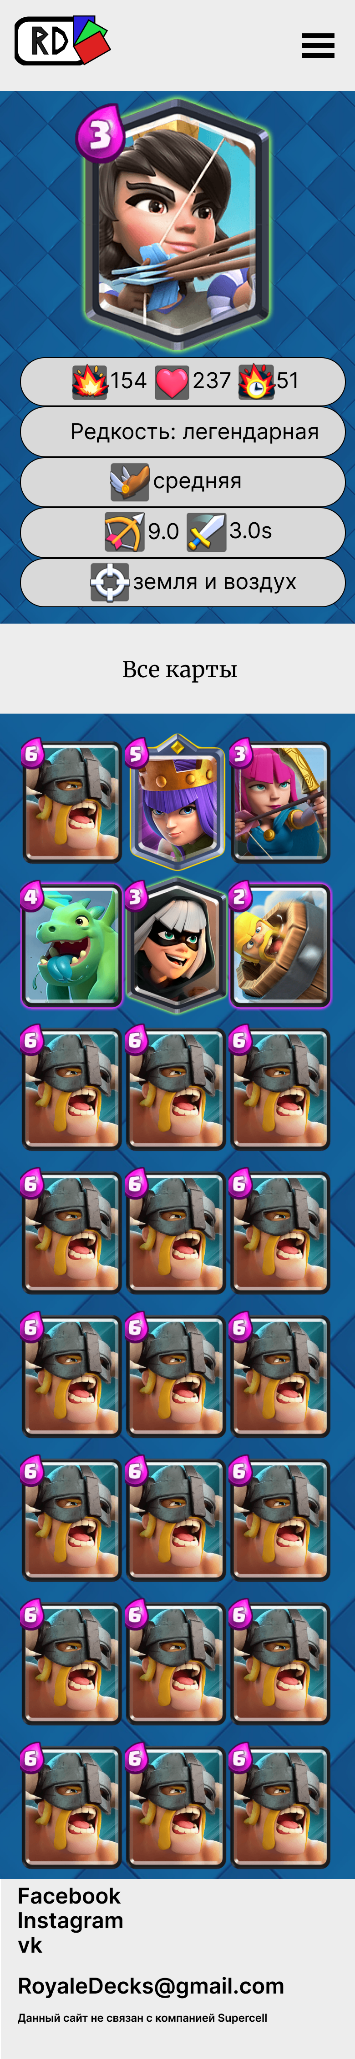 RD
3
154 237 51
Редкость: легендарная
средняя
9.0 3.0s
земля и воздух
Все карты
6 5 3
4 3 2
6 6 6
6 6 6
6 6 6
6 6 6
6 6 6
6 6 6
Facebook
Instagram
vk
RoyaleDecks@gmail.com
Данный сайт не связан с компанией Supercell